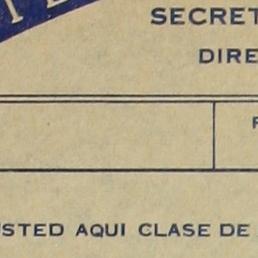 SECRET
DIRE
USTED AQUI CLASE DE